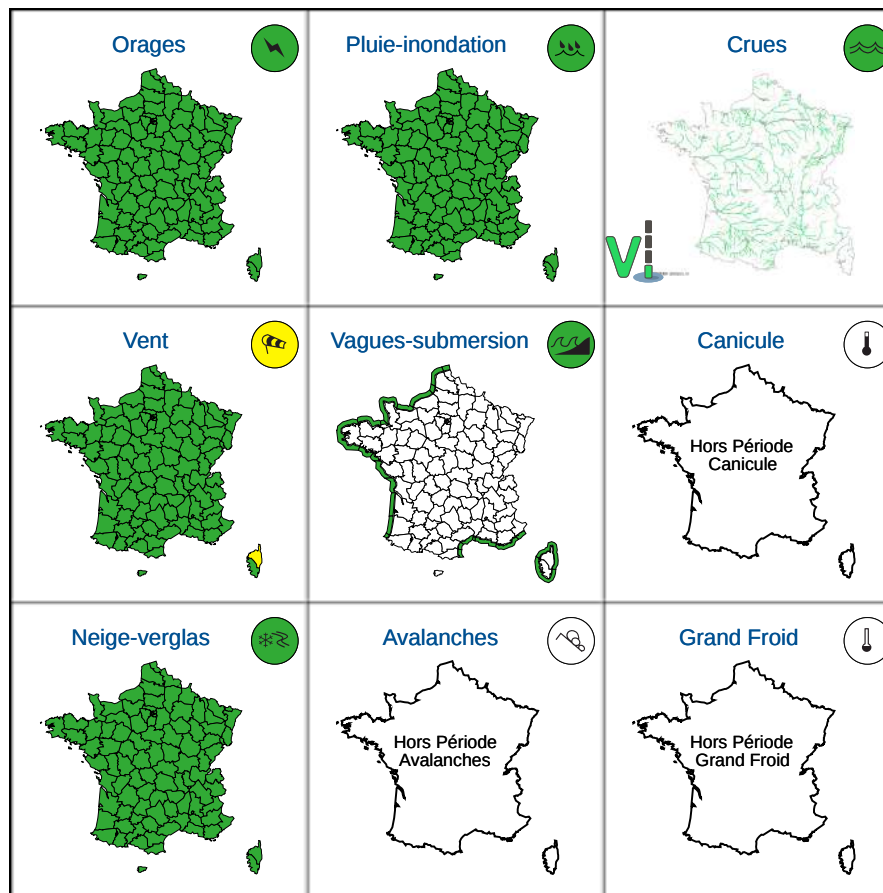 Orages
Pluie-inondation
Crues
Vi
Vent
Vagues-submersion
Canicule
Hors Période
Canicule
Neige-verglas
Avalanches
Grand Froid
Hors Période
Avalanches
Hors Période
Grand Froid